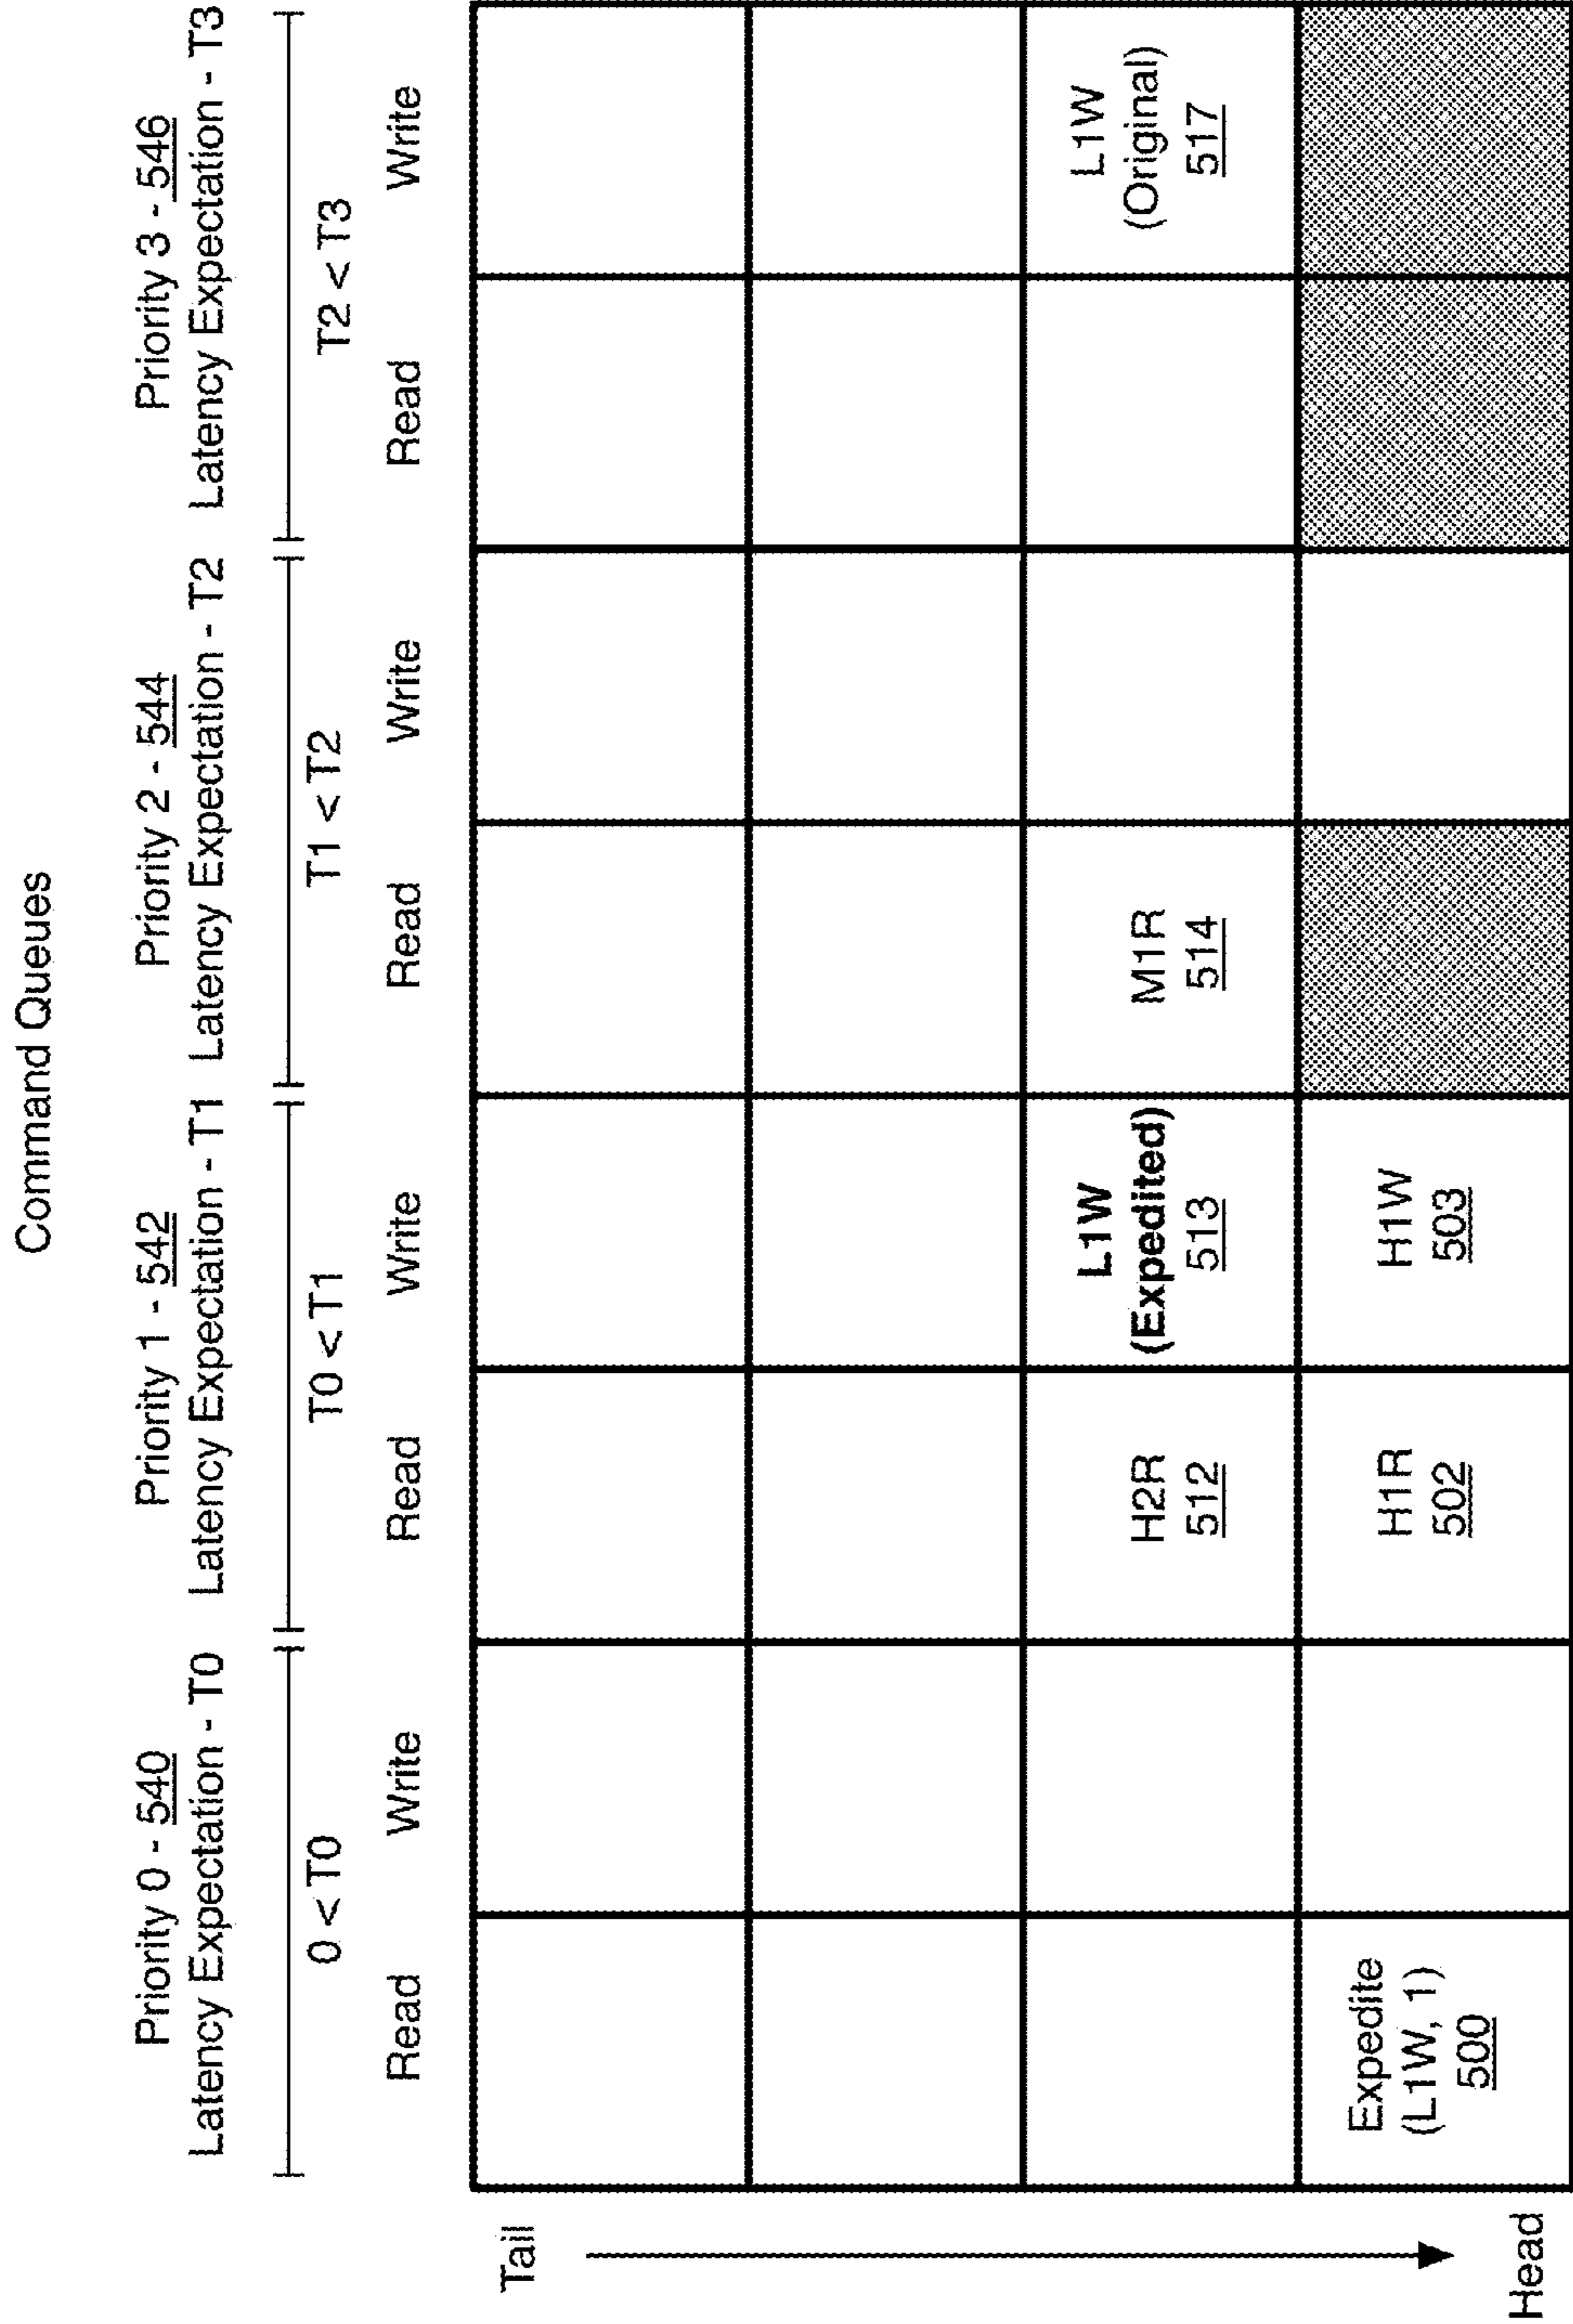 Command Queues
Priority 0 - 540
Latency Expectation - T0
0 < T0
Priority 1 - 542
Latency Expectation - T1
T0 < T1
Priority 2 - 544
Latency Expectation - T2
T1 < T2
Priority 3 - 546
Latency Expectation - T3
T2 < T3
Read
Write
Read
Write
Read
Write
Read
Write
Tail
H2R
512
L1W
(Expedited)
513
M1R
514
L1W
(Original)
517
Expedite
(L1W, 1)
500
H1R
502
H1W
503
Head